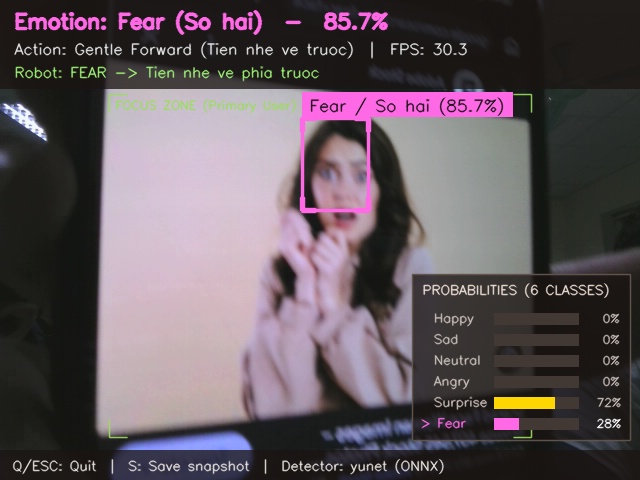 Emotion: Fear (So hai) - 85.7%
Action: Gentle Forward (Tien nhe ve truoc) | FPS: 30.3
Robot: FEAR -> Tien nhe ve phia truoc
FOCUS ZONE (Primary User)
Fear / So hai (85.7%)
PROBABILITIES (6 CLASSES)
Happy 0%
Sad 0%
Neutral 0%
Angry 0%
Surprise 72%
> Fear 28%
Q/ESC: Quit | S: Save snapshot | Detector: yunet (ONNX)